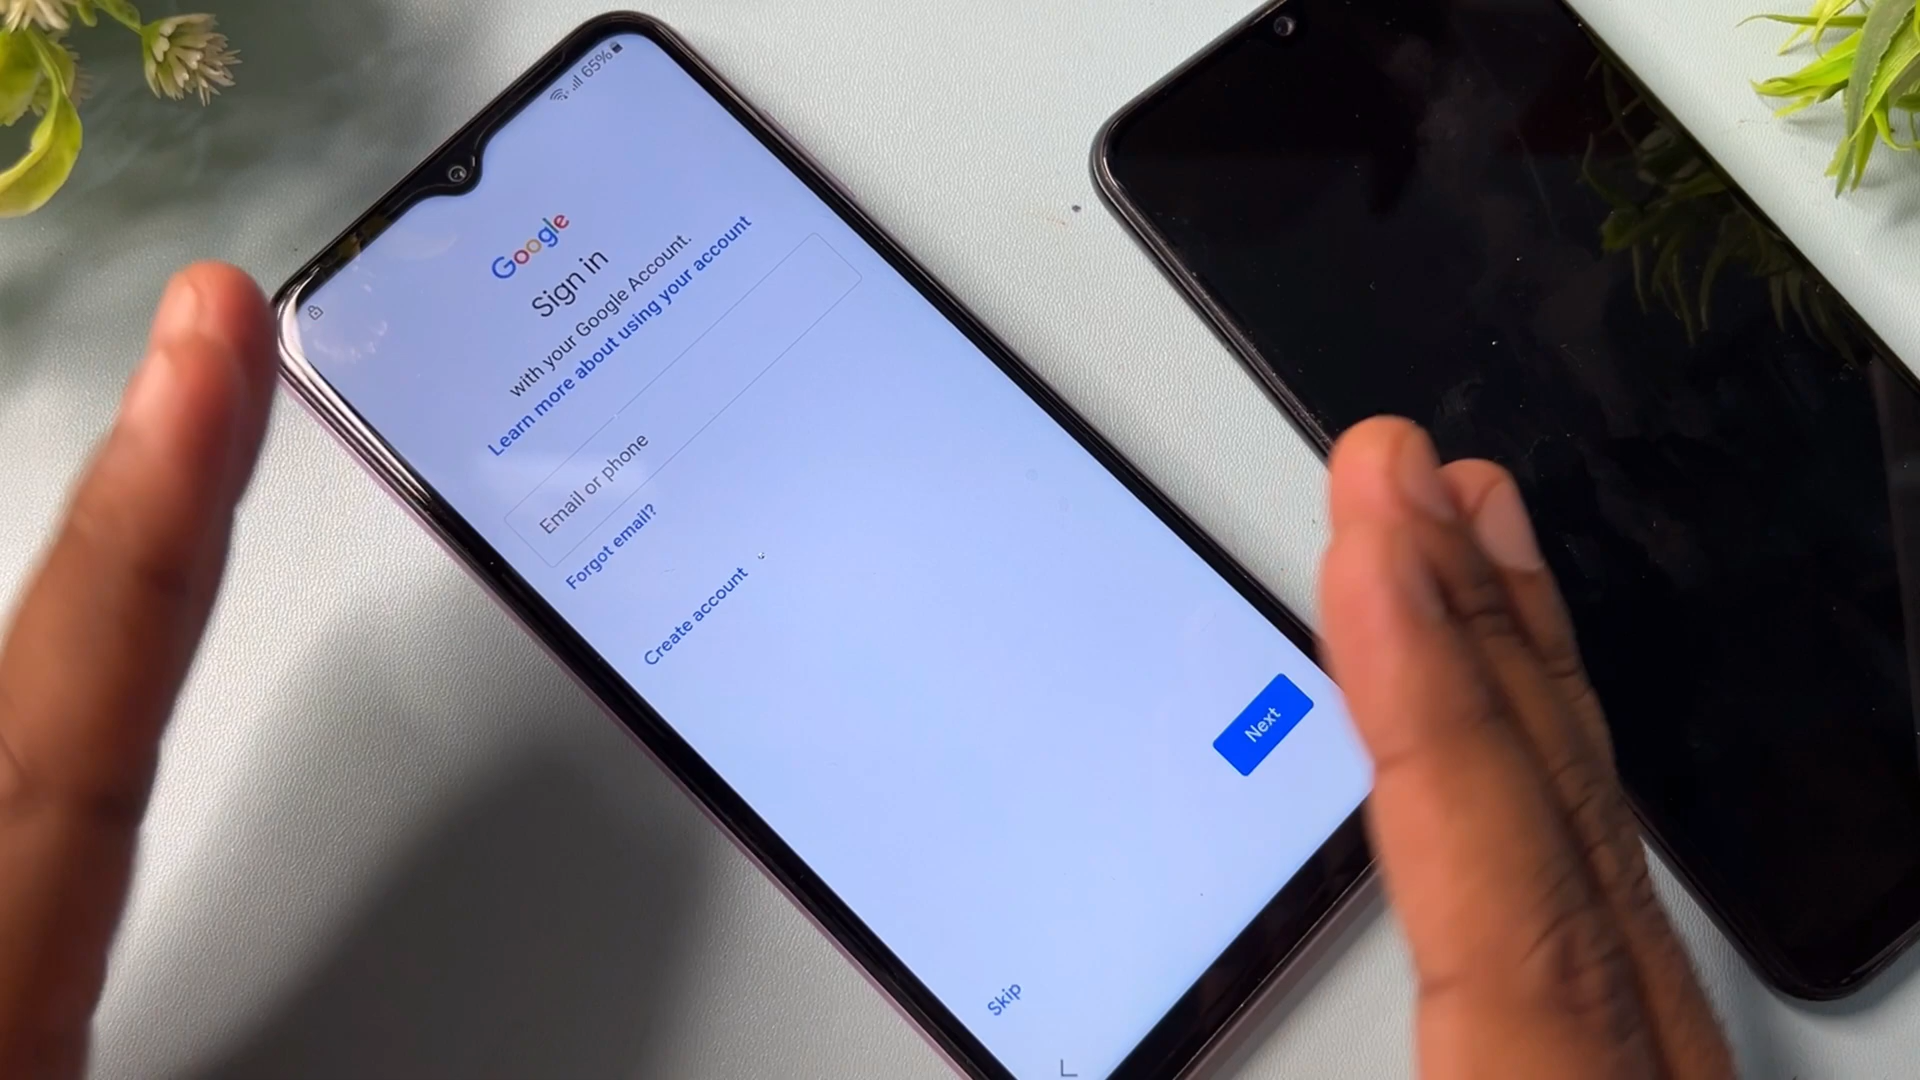 65%
Google
Sign in
with your Google Account.
Learn more about using your account
Email or phone
Forgot email?
Create account
Next
Skip